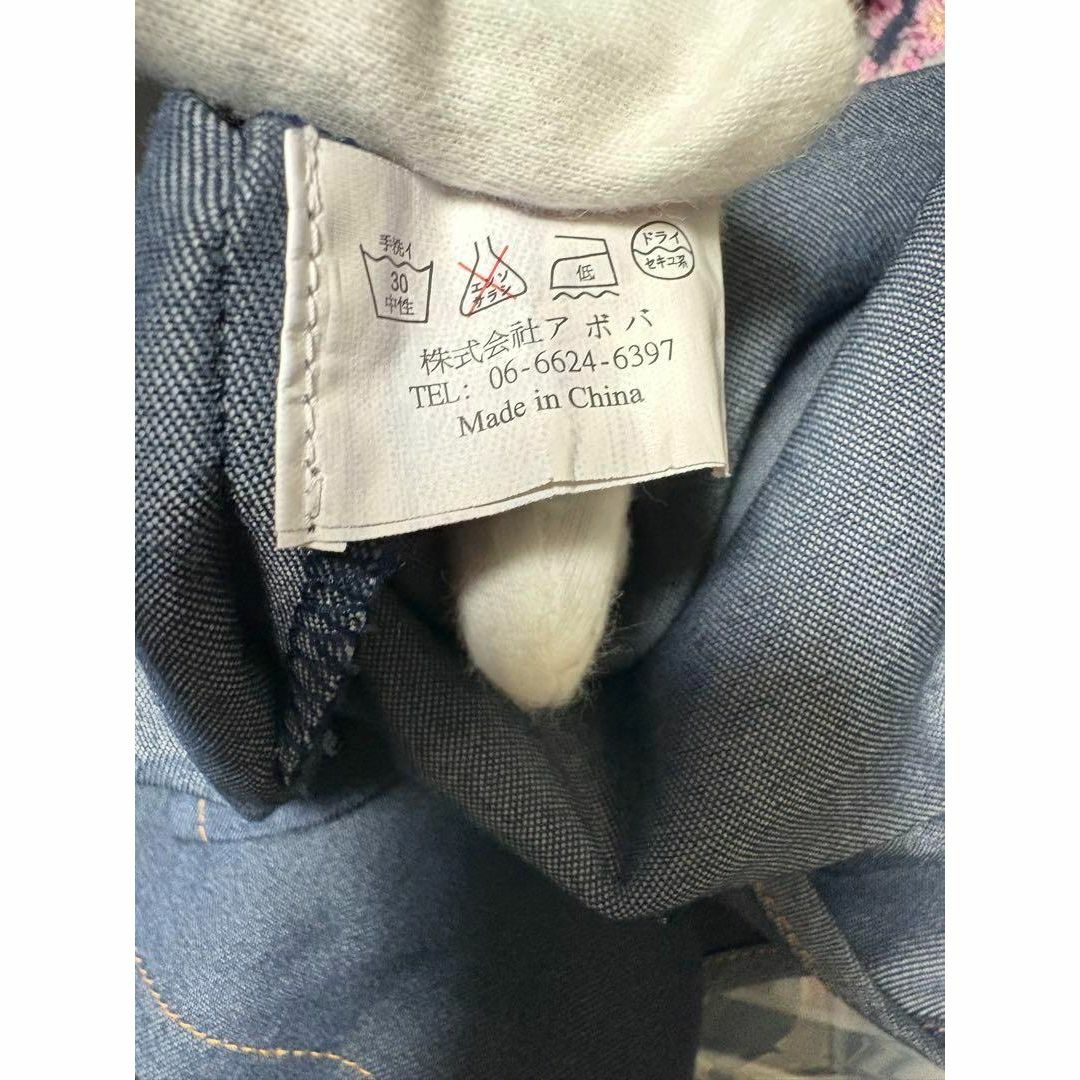 手洗イ
30
中性
エンソ
サラシ
低
ドライ
セキユ系
株式会社アポバ
TEL: 06-6624-6397
Made in China